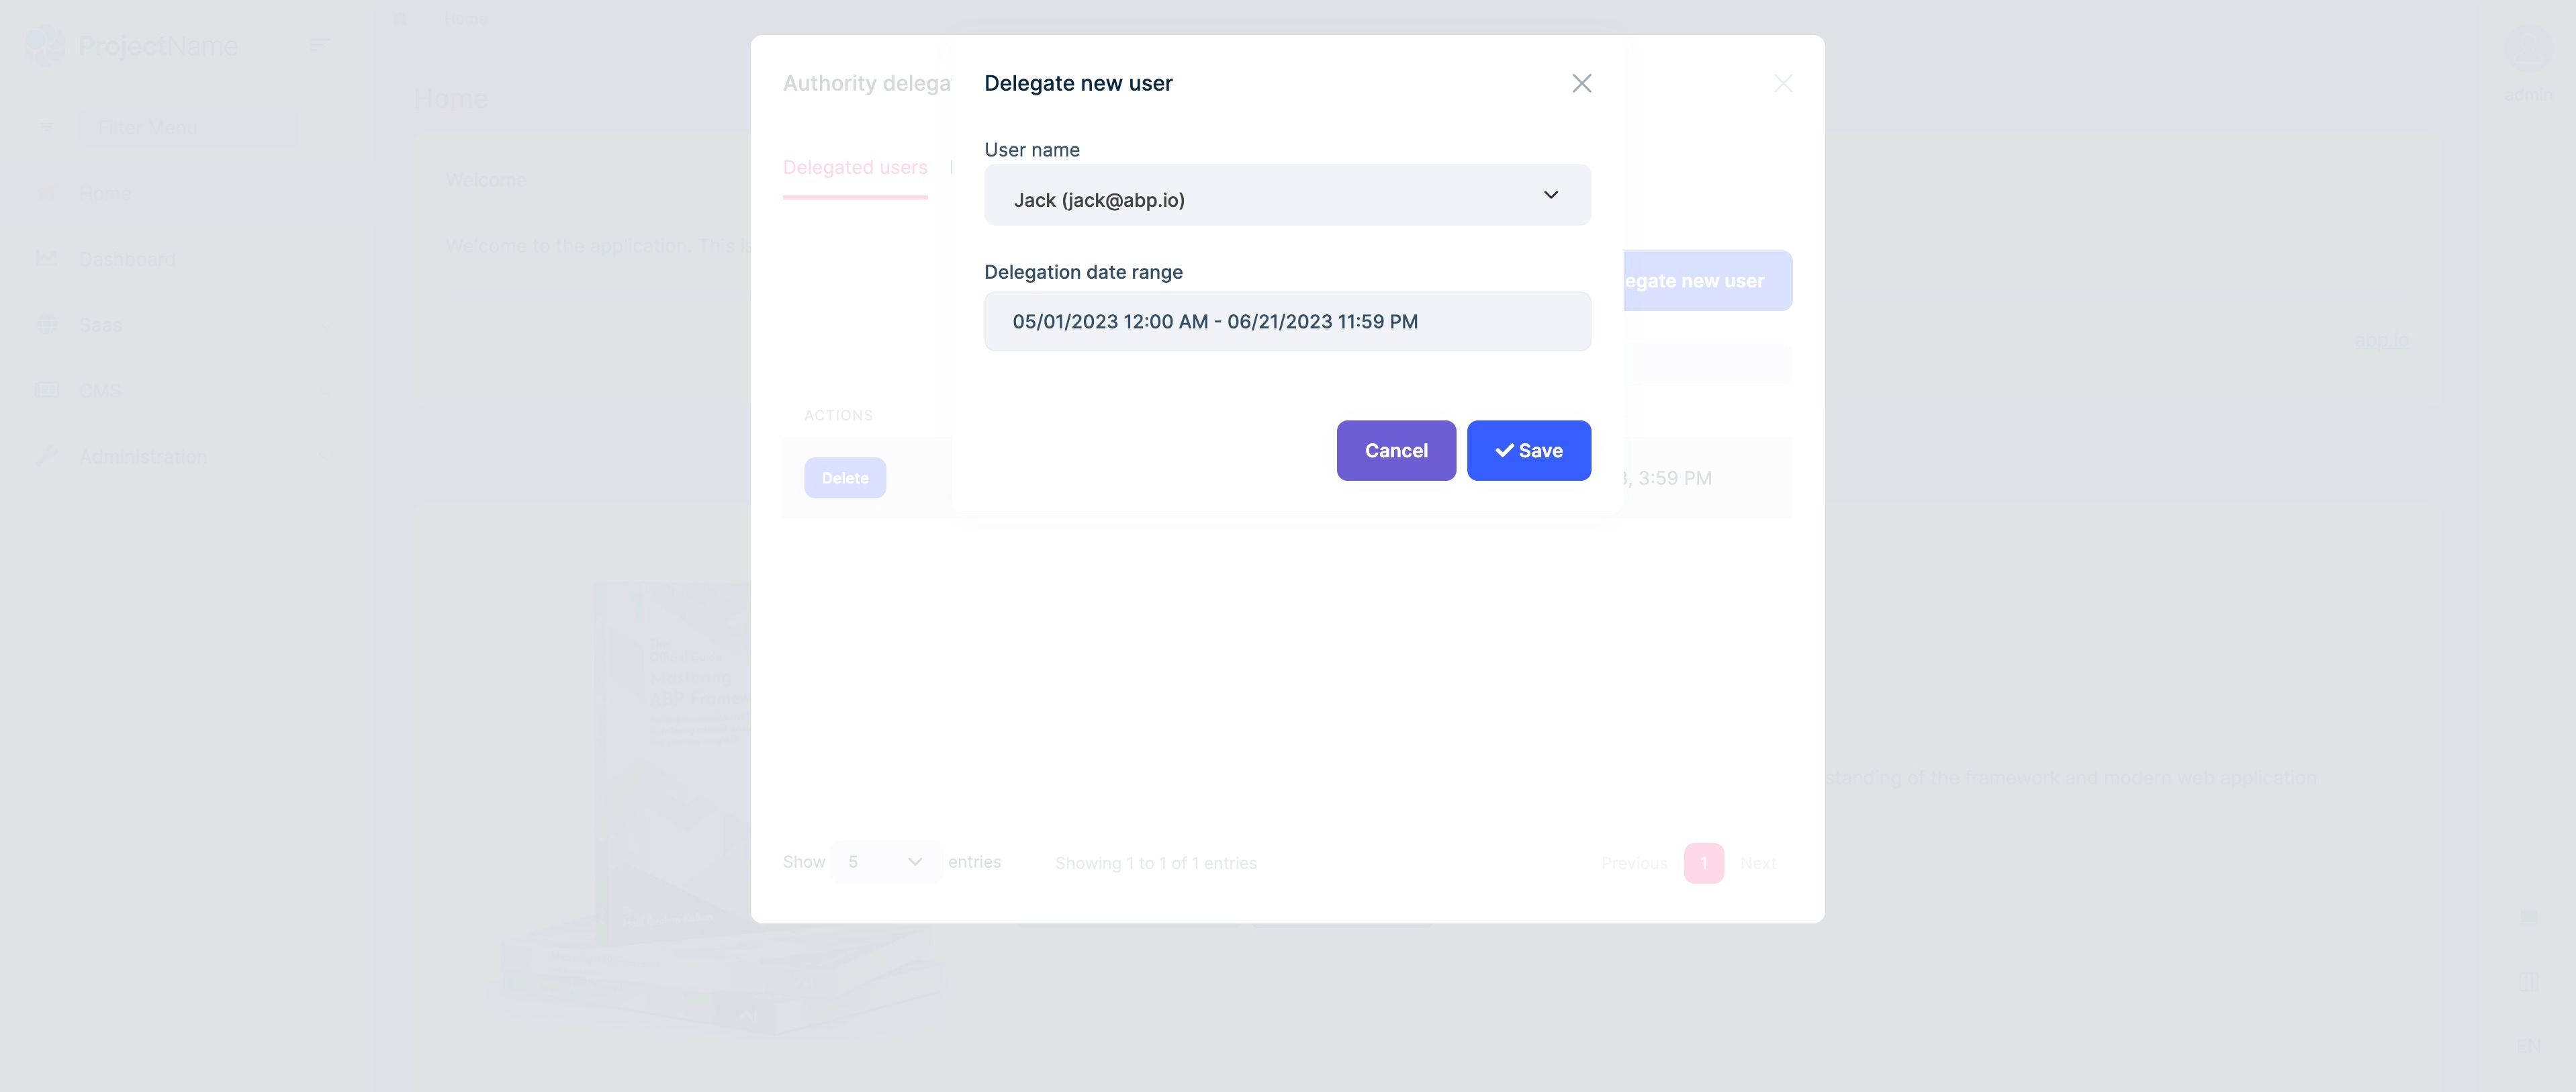 ProjectName
Home
admin
Filter Menu
Home
Dashboard
Saas
CMS
Administration
Welcome
Welcome to the application. This is
abp.io
Authority delega
Delegated users
Delegate new user
User name
Jack (jack@abp.io)
Delegation date range
05/01/2023 12:00 AM - 06/21/2023 11:59 PM
Cancel
Save
egate new user
ACTIONS
Delete
3, 3:59 PM
standing of the framework and modern web application
Show 5 entries
Showing 1 to 1 of 1 entries
Previous 1 Next
EN